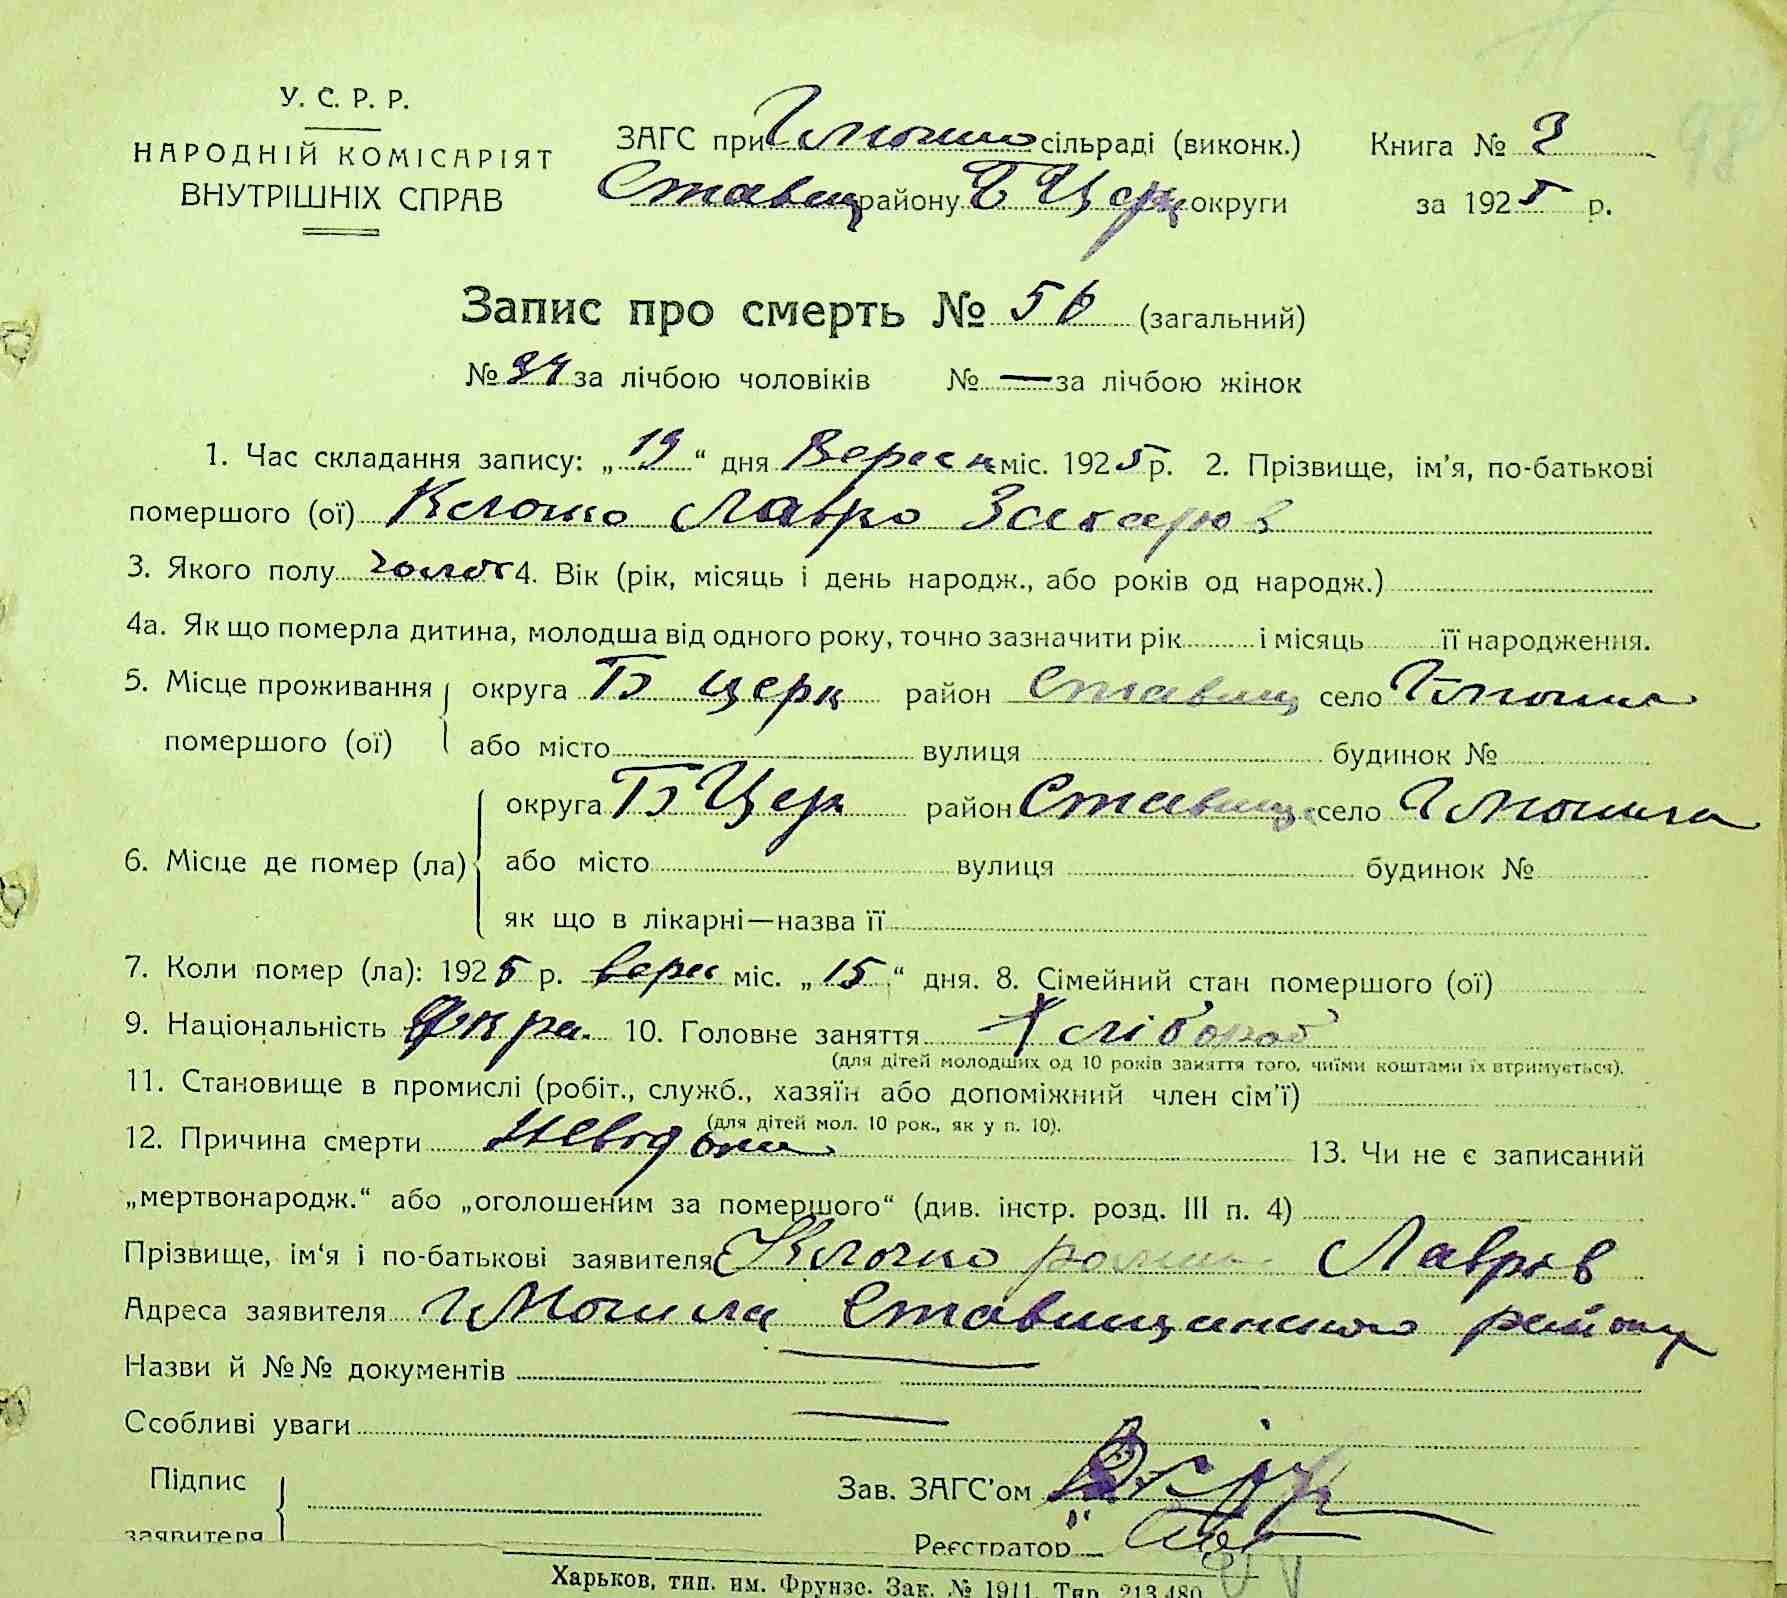 У. С. Р. Р.
НАРОДНІЙ КОМІСАРІЯТ
ВНУТРІШНІХ СПРАВ
ЗАГС при сільраді (виконк.) Книга № 3
Ставищ району Б Церк округи за 1925 р.
Запис про смерть № 56 (загальний)
№ 34 за лічбою чоловіків № — за лічбою жінок
1. Час складання запису: „ 19 “ дня Вересн міс. 1925 р. 2. Прізвище, ім'я, по-батькові
помершого (ої) Клочко Лавро Захаров
3. Якого полу чолов 4. Вік (рік, місяць і день народж., або років од народж.)
4а. Як що померла дитина, молодша від одного року, точно зазначити рік і місяць її народження.
5. Місце проживання округа Б Церк район Ставищ село
помершого (ої) або місто вулиця будинок №
округа Б Церк район Ставищ село
6. Місце де помер (ла) або місто вулиця будинок №
як що в лікарні—назва її
7. Коли помер (ла): 1925 р. верес міс. „ 15 “ дня. 8. Сімейний стан помершого (ої)
9. Національність Укра. 10. Головне заняття Хлібороб
(для дітей молодших од 10 років заняття того, чиїми коштами їх втримується).
11. Становище в промислі (робіт., служб., хазяїн або допоміжний член сім'ї)
(для дітей мол. 10 рок., як у п. 10).
12. Причина смерти невідома 13. Чи не є записаний
„мертвонародж.“ або „оголошеним за помершого“ (див. інстр. розд. III п. 4)
Прізвище, ім'я і по-батькові заявителя Клочко Лавров
Адреса заявителя Ставищанського району
Назви й №№ документів —
Ссобливі уваги —
Підпис
заявителя
Зав. ЗАГС'ом
Реєстратор
Харьков, тип. им. Фрунзе. Зак. № 1911. Тир. 213.480